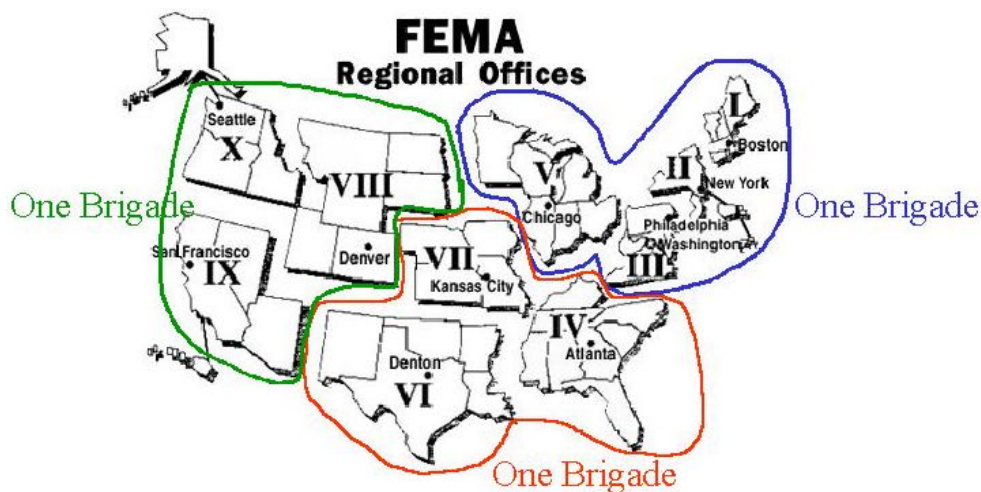 FEMA
Regional Offices
Seattle
X
VIII
V
L
Boston
II
New York
One Brigade
One Brigade
Chicago
Philadelphia
Washington
San Francisco
IX
Denver
VII
Kansas City
III
IV
Atlanta
Denton
VI
One Brigade